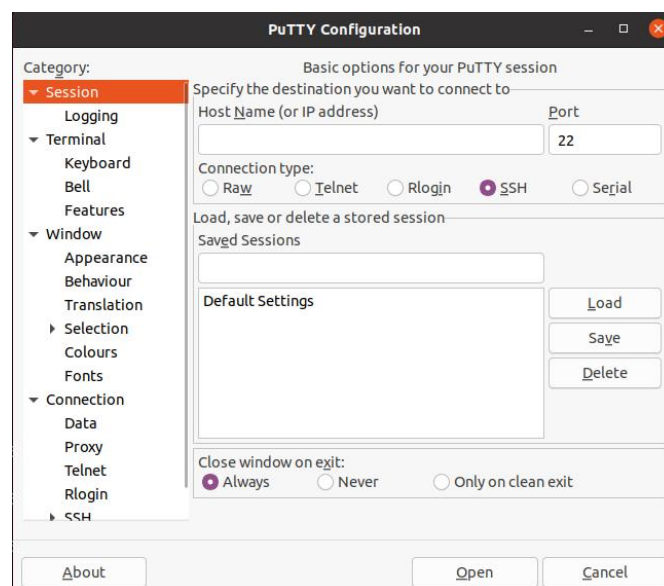 PuTTY Configuration
Category:
Session
Logging
Terminal
Keyboard
Bell
Features
Window
Appearance
Behaviour
Translation
Selection
Colours
Fonts
Connection
Data
Proxy
Telnet
Rlogin
SSH
Basic options for your PuTTY session
Specify the destination you want to connect to
Host Name (or IP address) Port
22
Connection type:
Raw Telnet Rlogin SSH Serial
Load, save or delete a stored session
Saved Sessions
Default Settings
Load
Save
Delete
Close window on exit:
Always Never Only on clean exit
About Open Cancel